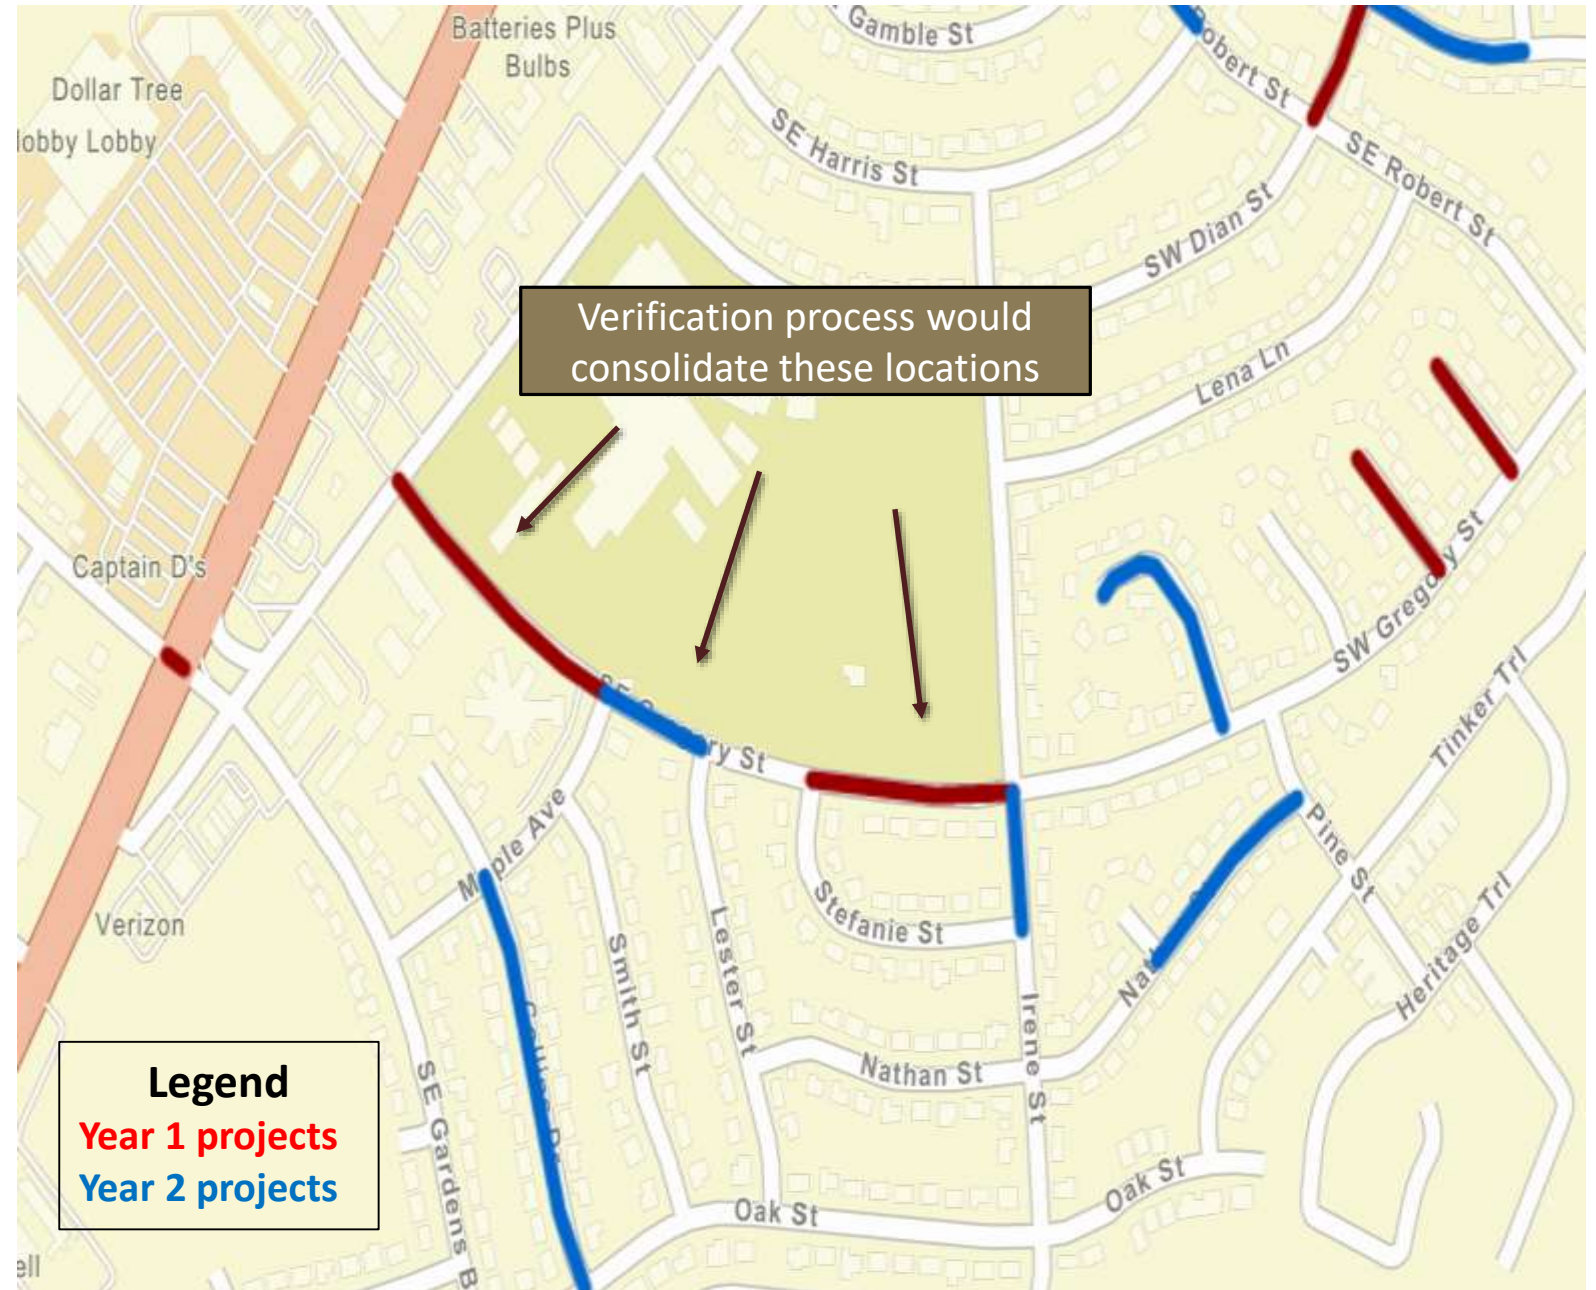 Batteries Plus
Bulbs
Gamble St
Dollar Tree
lobby Lobby
obert St
SE Harris St
SE Robert St
SW Dian St
Verification process would
consolidate these locations
Lena Ln
Captain D's
SW Gregory St
ry St
Tinker Trl
Maple Ave
Pine St
Verizon
Stefanie St
Smith St
Lester St
Heritage Trl
Irene St
Nathan St
SE Gardens B
Oak St
Oak St
Legend
Year 1 projects
Year 2 projects
ell